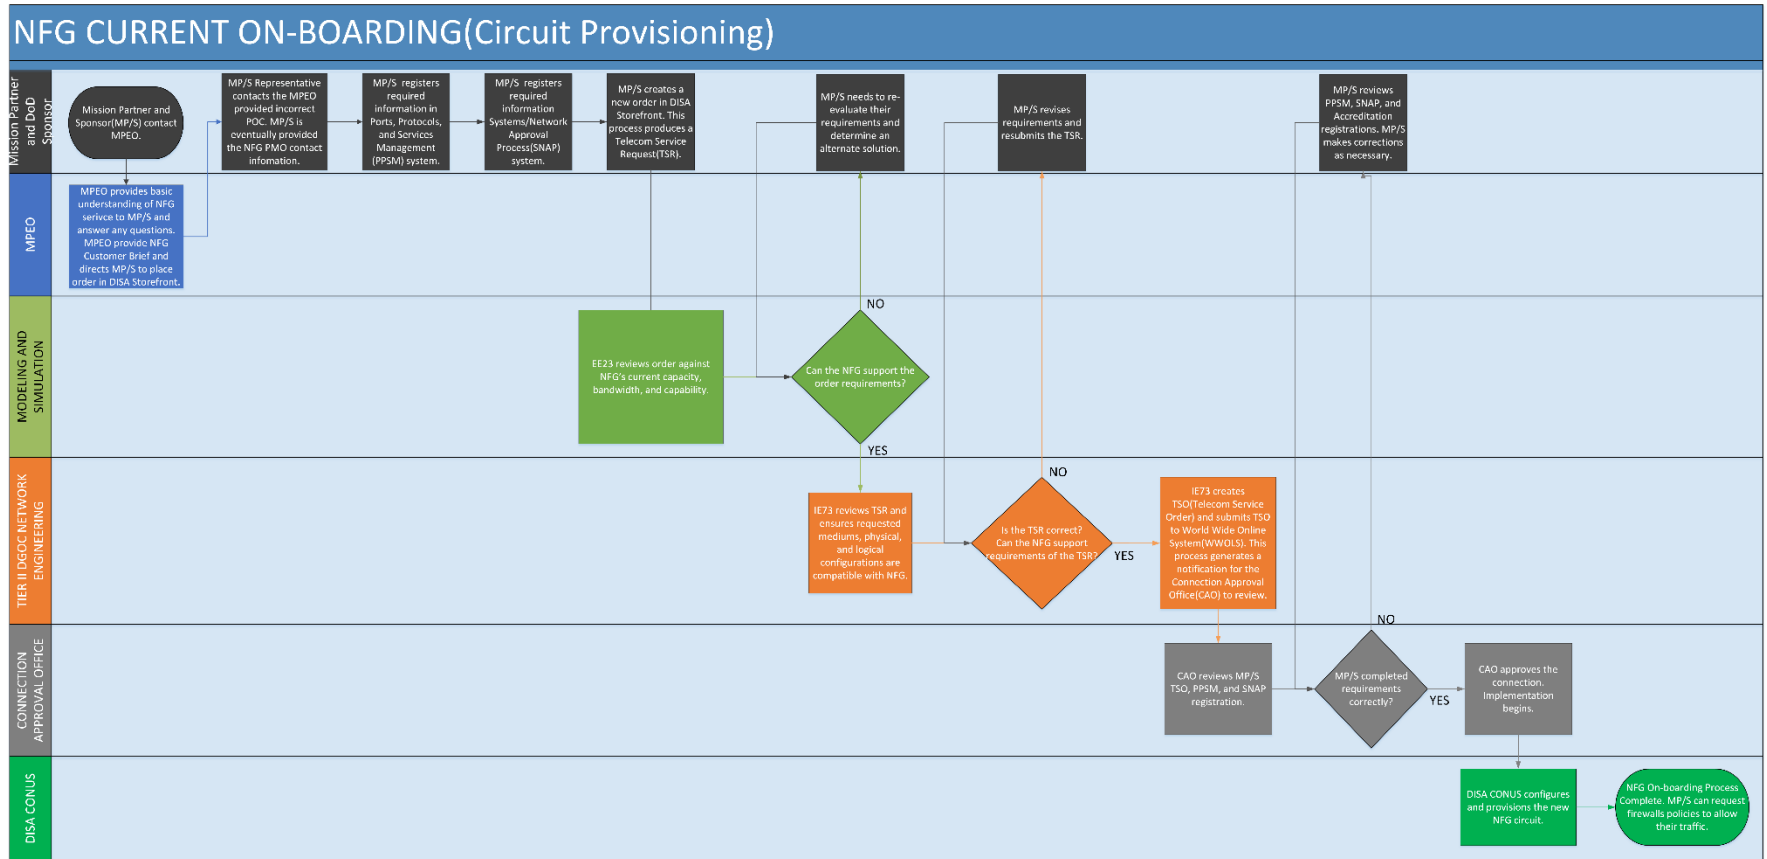 NFG CURRENT ON-BOARDING(Circuit Provisioning)
Mission Partner
and DoD
Sponsor
Mission Partner and
Sponsor(MP/S) contact
MPEO.
MP/S Representative
contacts the MPEO
provided incorrect
POC. MP/S is
eventually provided
the NFG PMO contact
infomation.
MP/S registers
required
information in
Ports, Protocols,
and Services
Management
(PPSM) system.
MP/S registers
required
information
Systems/Network
Approval
Process(SNAP)
system.
MP/S creates a
new order in DISA
Storefront. This
process produces a
Telecom Service
Request(TSR).
MP/S needs to re-
evaluate their
requirements and
determine an
alternate solution.
MP/S revises
requirements and
resubmits the TSR.
MP/S reviews
PPSM, SNAP, and
Accreditation
registrations. MP/S
makes corrections
as necessary.
MPEO
MPEO provides basic
understanding of NFG
serivce to MP/S and
answer any questions.
MPEO provide NFG
Customer Brief and
directs MP/S to place
order in DISA Storefront.
MODELING AND
SIMULATION
EE23 reviews order against
NFG's current capacity,
bandwidth, and capability.
NO
Can the NFG support the
order requirements?
YES
TIER II DGOC NETWORK
ENGINEERING
IE73 reviews TSR and
ensures requested
mediums, physical,
and logical
configurations are
compatible with NFG.
NO
Is the TSR correct?
Can the NFG support
requirements of the TSR?
YES
IE73 creates
TSO(Telecom Service
Order) and submits TSO
to World Wide Online
System(WWOLS). This
process generates a
notification for the
Connection Approval
Office(CAO) to review.
CONNECTION
APPROVAL OFFICE
CAO reviews MP/S
TSO, PPSM, and SNAP
registration.
NO
MP/S completed
requirements
correctly?
YES
CAO approves the
connection.
Implementation
begins.
DISA CONUS
DISA CONUS configures
and provisions the new
NFG circuit.
NFG On-boarding Process
Complete. MP/S can request
firewalls policies to allow
their traffic.